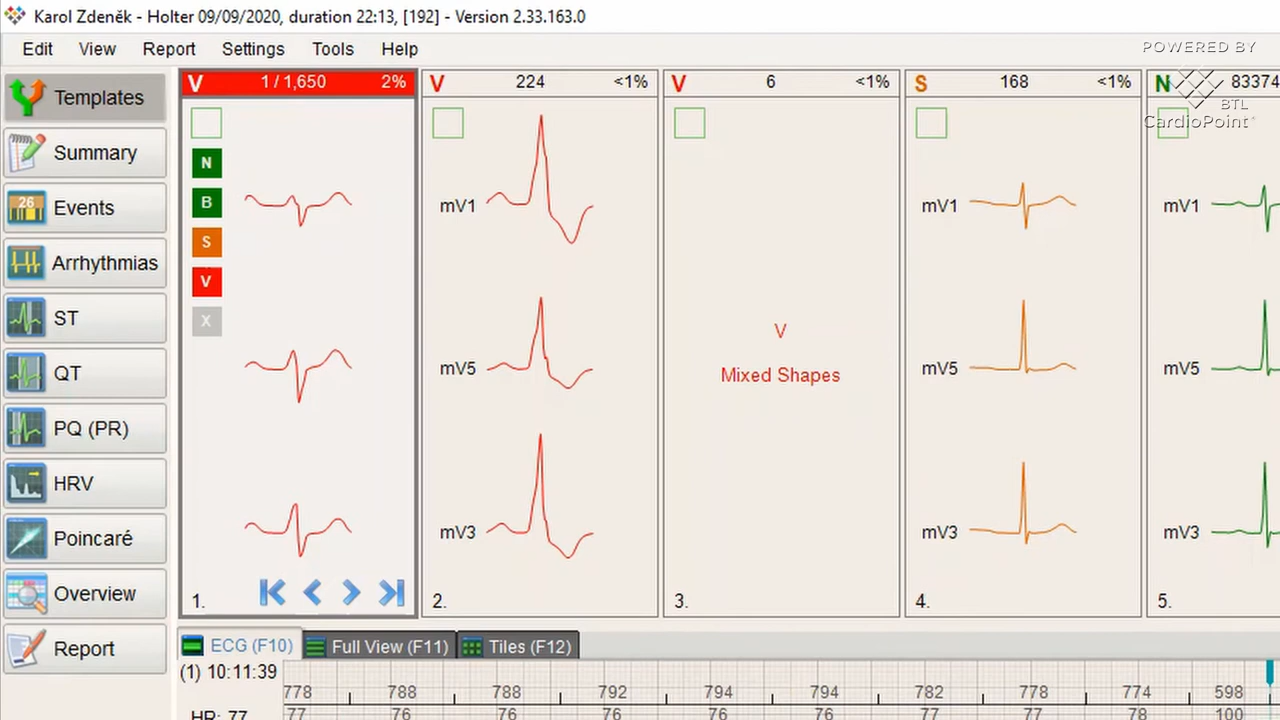 Karol Zdeněk - Holter 09/09/2020, duration 22:13, [192] - Version 2.33.163.0
Edit View Report Settings Tools Help
POWERED BY
BTL
CardioPoint
Templates
Summary
Events
26
Arrhythmias
ST
QT
PQ (PR)
HRV
Poincaré
Overview
Report
V 1 / 1,650 2%
N
B
S
V
X
1.
V 224 <1%
mV1
mV5
mV3
2.
V 6 <1%
V
Mixed Shapes
3.
S 168 <1%
mV1
mV5
mV3
4.
N 83374
mV1
mV5
mV3
5.
ECG (F10) Full View (F11) Tiles (F12)
(1) 10:11:39
778 788 788 792 794 794 782 778 774 598
HR: 77 77 76 76 76 76 76 77 77 78 100